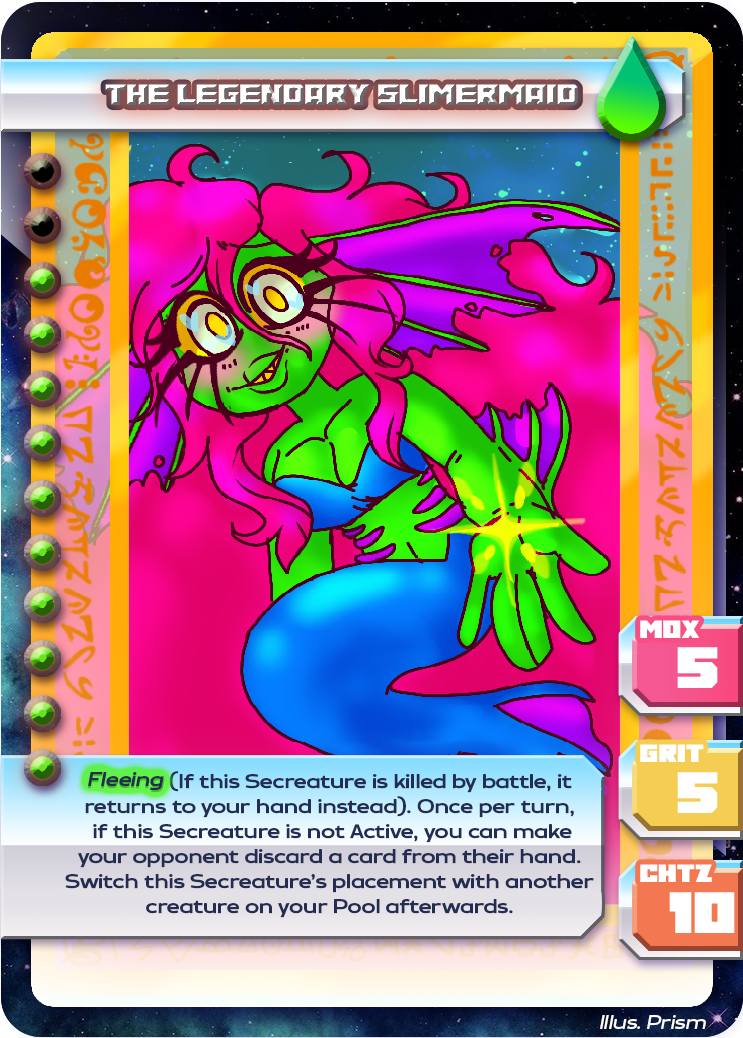 THE LEGENDARY SLIMERMAID
MOX
5
GRIT
5
CHTZ
10
Fleeing (If this Secreature is killed by battle, it
returns to your hand instead). Once per turn,
if this Secreature is not Active, you can make
your opponent discard a card from their hand.
Switch this Secreature's placement with another
creature on your Pool afterwards.
Illus. Prism